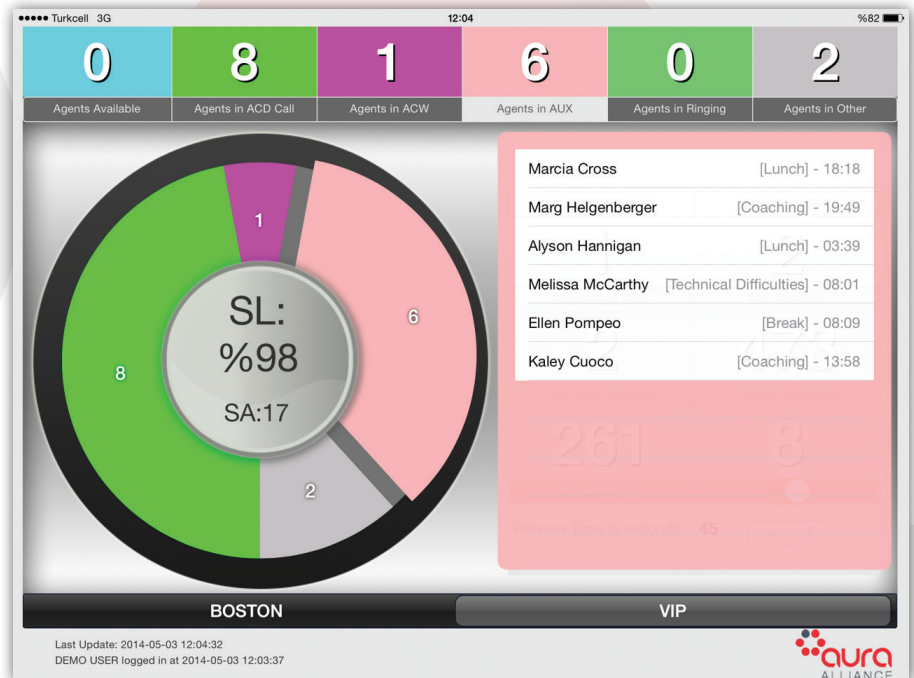 Turkcell 3G
12:04
%82
0
8
1
6
0
2
Agents Available
Agents in ACD Call
Agents in ACW
Agents in AUX
Agents in Ringing
Agents in Other
1
6
8
2
SL:
%98
SA:17
Marcia Cross [Lunch] - 18:18
Marg Helgenberger [Coaching] - 19:49
Alyson Hannigan [Lunch] - 03:39
Melissa McCarthy [Technical Difficulties] - 08:01
Ellen Pompeo [Break] - 08:09
Kaley Cuoco [Coaching] - 13:58
261
8
45
BOSTON
VIP
Last Update: 2014-05-03 12:04:32
DEMO USER logged in at 2014-05-03 12:03:37
aura
ALLIANCE